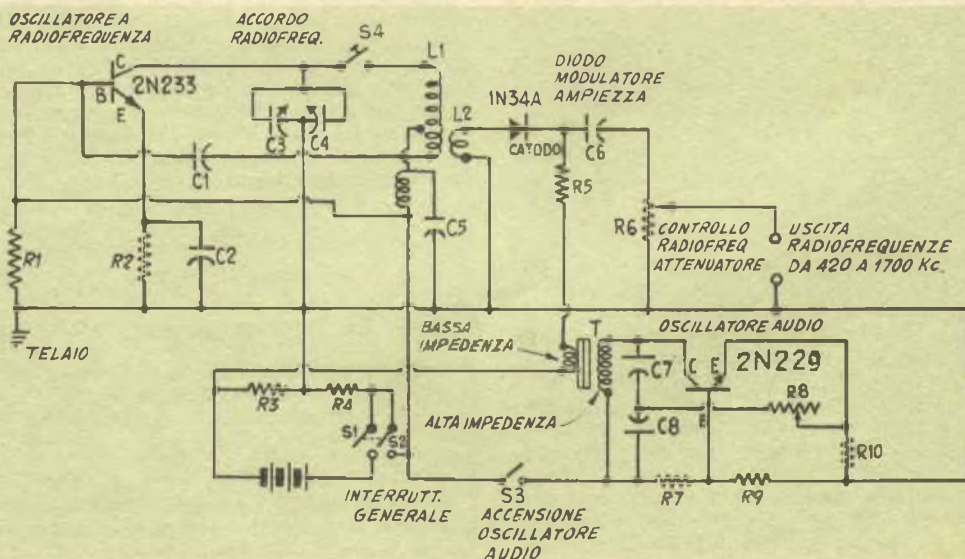 OSCILLATORE A
RADIOFREQUENZA
ACCORDO
RADIOFREQ.
S4
L1
DIODO
MODULATORE
AMPIEZZA
C
2N233
B
E
L2
1N34A
C3
C4
CATODO
C6
C1
R5
C5
R6
CONTROLLO
RADIOFREQ
ATTENUATORE
USCITA
RADIOFREQUENZE
DA 420 A 1700 Kc.
R1
R2
C2
TELAIO
BASSA
IMPEDENZA
T
OSCILLATORE AUDIO
C7
C E
2N229
R3
R4
ALTA IMPEDENZA
R8
S1
S2
C8
B
R10
INTERRUTT.
GENERALE
S3
R7
R9
ACCENSIONE
OSCILLATORE
AUDIO